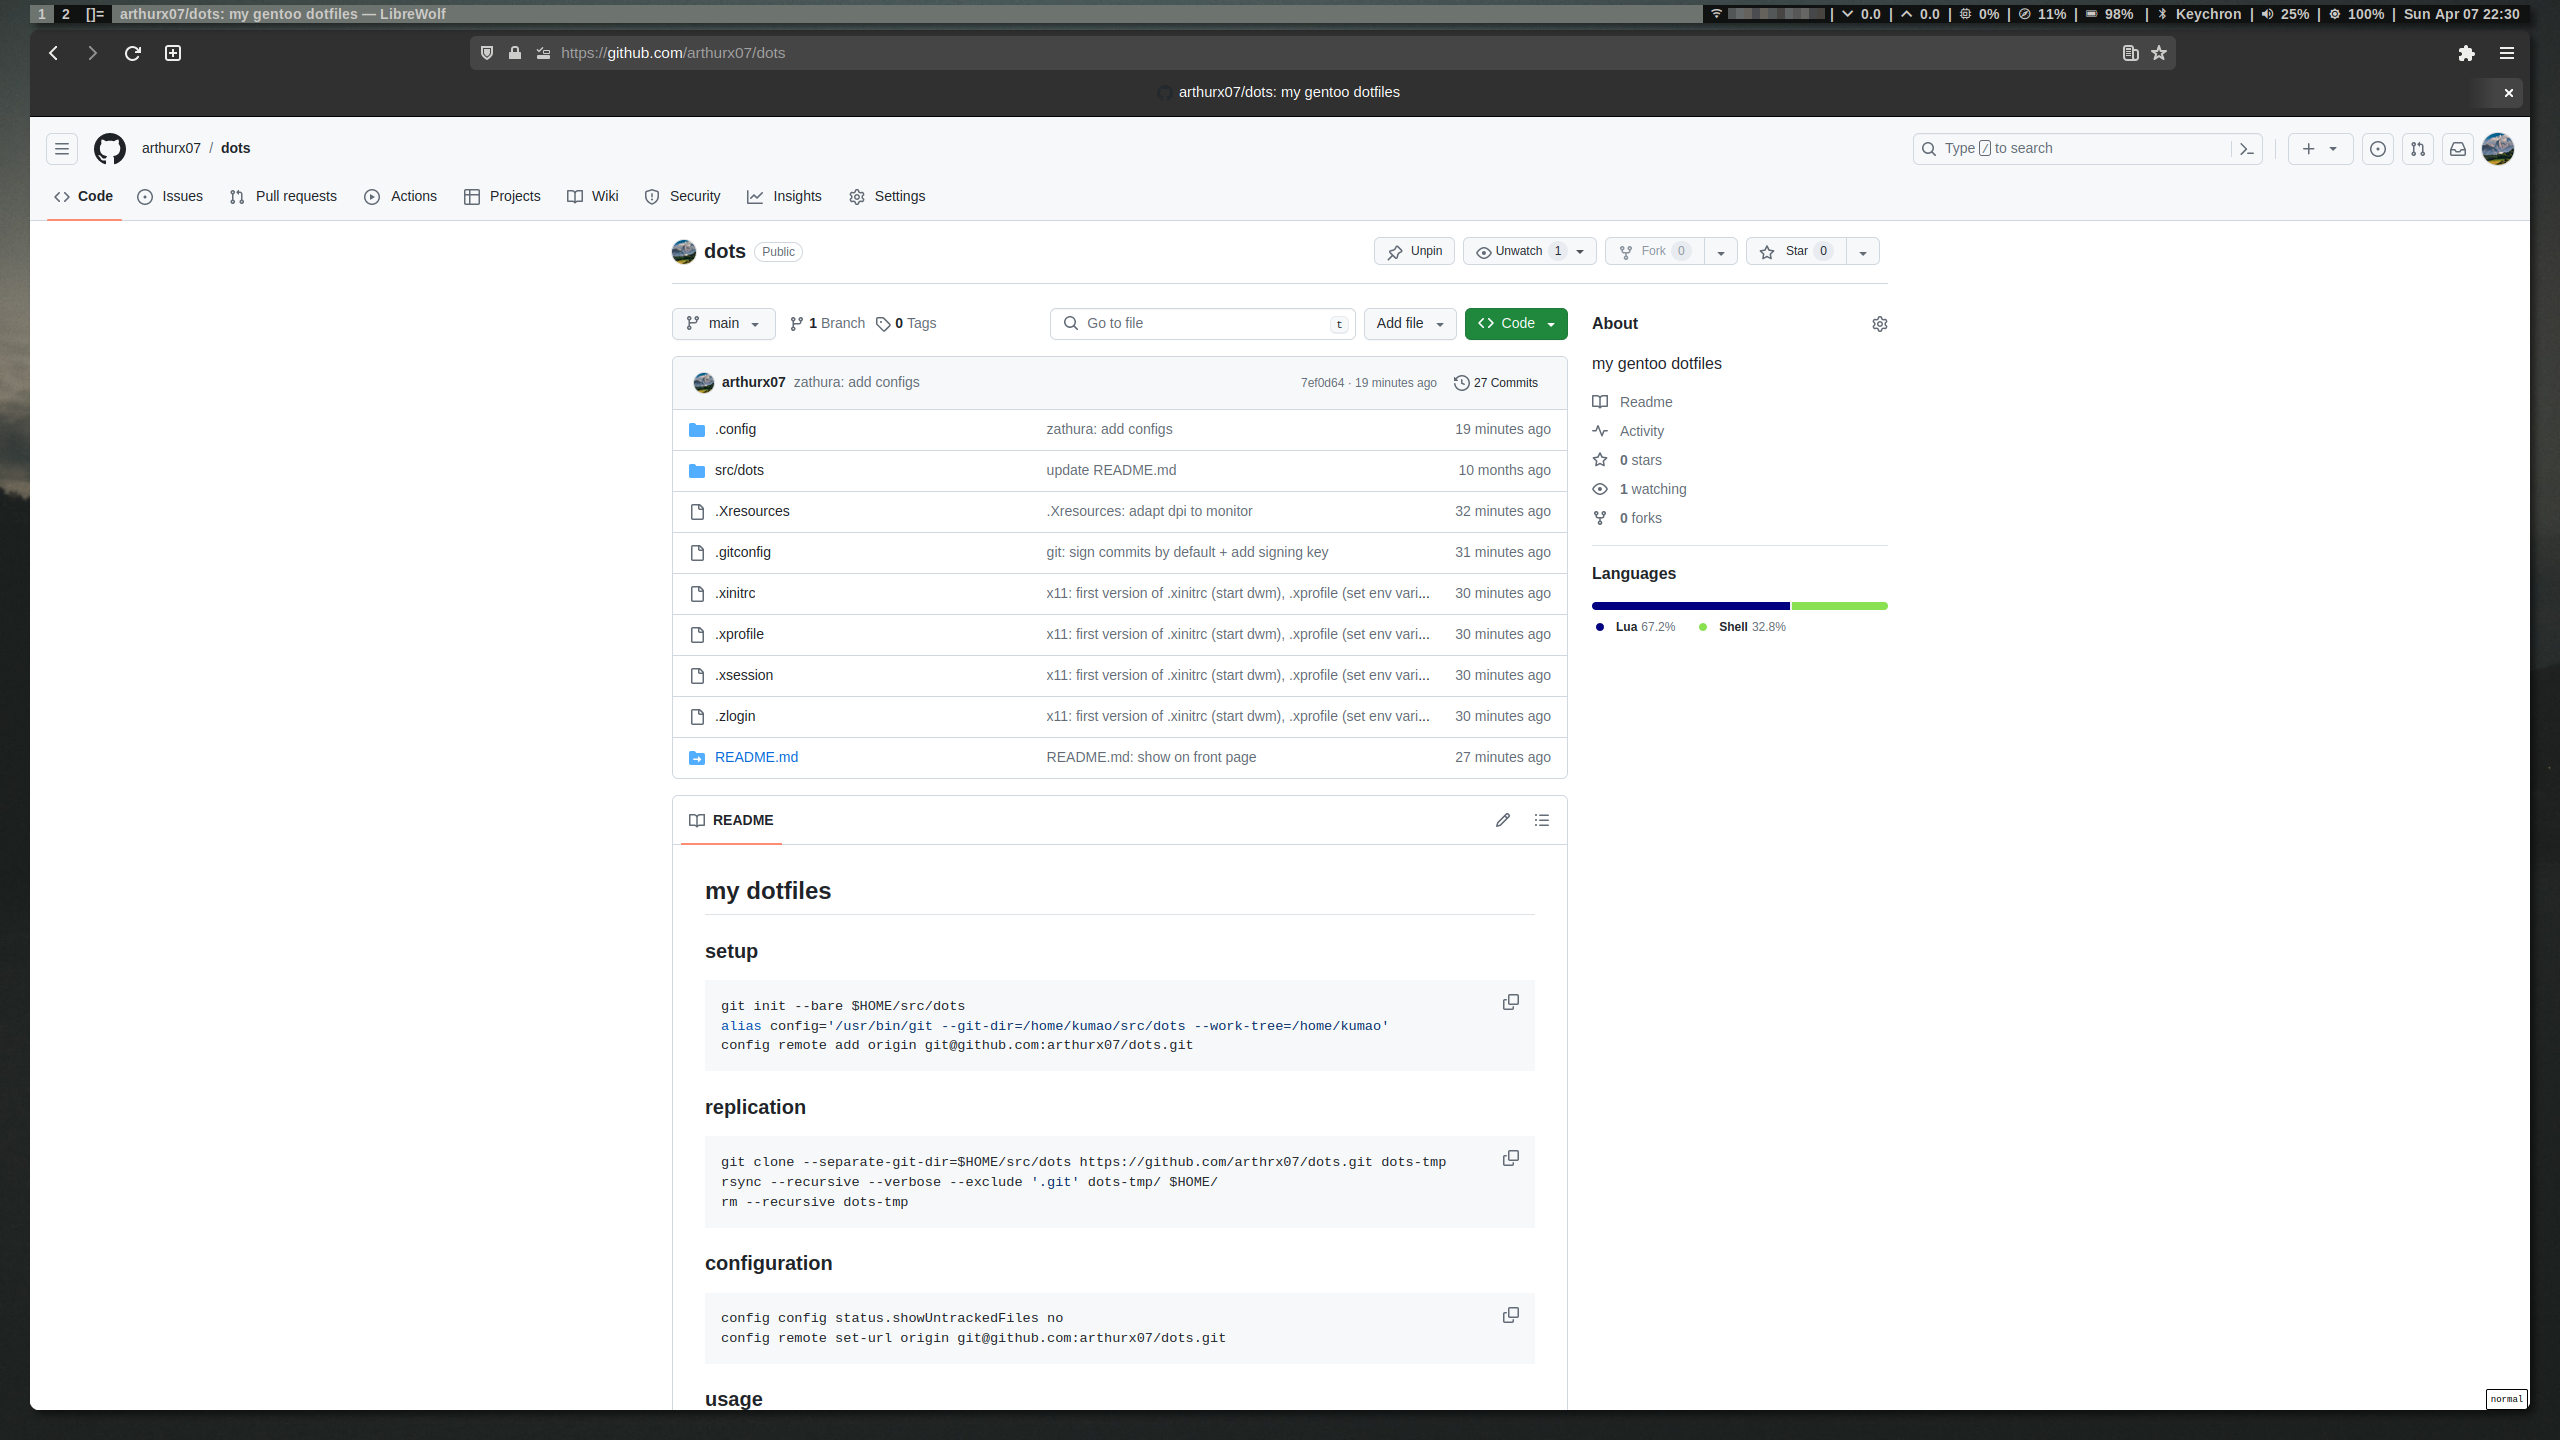 1 2 []= arthurx07/dots: my gentoo dotfiles — LibreWolf | 0.0 | 0.0 | 0% | 11% | 98% | Keychron | 25% | 100% | Sun Apr 07 22:30
https://github.com/arthurx07/dots
arthurx07/dots: my gentoo dotfiles
arthurx07 / dots Type / to search
Code Issues Pull requests Actions Projects Wiki Security Insights Settings
dots Public Unpin Unwatch 1 Fork 0 Star 0
main 1 Branch 0 Tags Go to file t Add file Code
arthurx07 zathura: add configs 7ef0d64 · 19 minutes ago 27 Commits
.config zathura: add configs 19 minutes ago
src/dots update README.md 10 months ago
.Xresources .Xresources: adapt dpi to monitor 32 minutes ago
.gitconfig git: sign commits by default + add signing key 31 minutes ago
.xinitrc x11: first version of .xinitrc (start dwm), .xprofile (set env vari... 30 minutes ago
.xprofile x11: first version of .xinitrc (start dwm), .xprofile (set env vari... 30 minutes ago
.xsession x11: first version of .xinitrc (start dwm), .xprofile (set env vari... 30 minutes ago
.zlogin x11: first version of .xinitrc (start dwm), .xprofile (set env vari... 30 minutes ago
README.md README.md: show on front page 27 minutes ago
About
my gentoo dotfiles
Readme
Activity
0 stars
1 watching
0 forks
Languages
Lua 67.2% Shell 32.8%
README
my dotfiles
setup
git init --bare $HOME/src/dots
alias config='/usr/bin/git --git-dir=/home/kumao/src/dots --work-tree=/home/kumao'
config remote add origin git@github.com:arthurx07/dots.git
replication
git clone --separate-git-dir=$HOME/src/dots https://github.com/arthrx07/dots.git dots-tmp
rsync --recursive --verbose --exclude '.git' dots-tmp/ $HOME/
rm --recursive dots-tmp
configuration
config config status.showUntrackedFiles no
config remote set-url origin git@github.com:arthurx07/dots.git
usage
normal